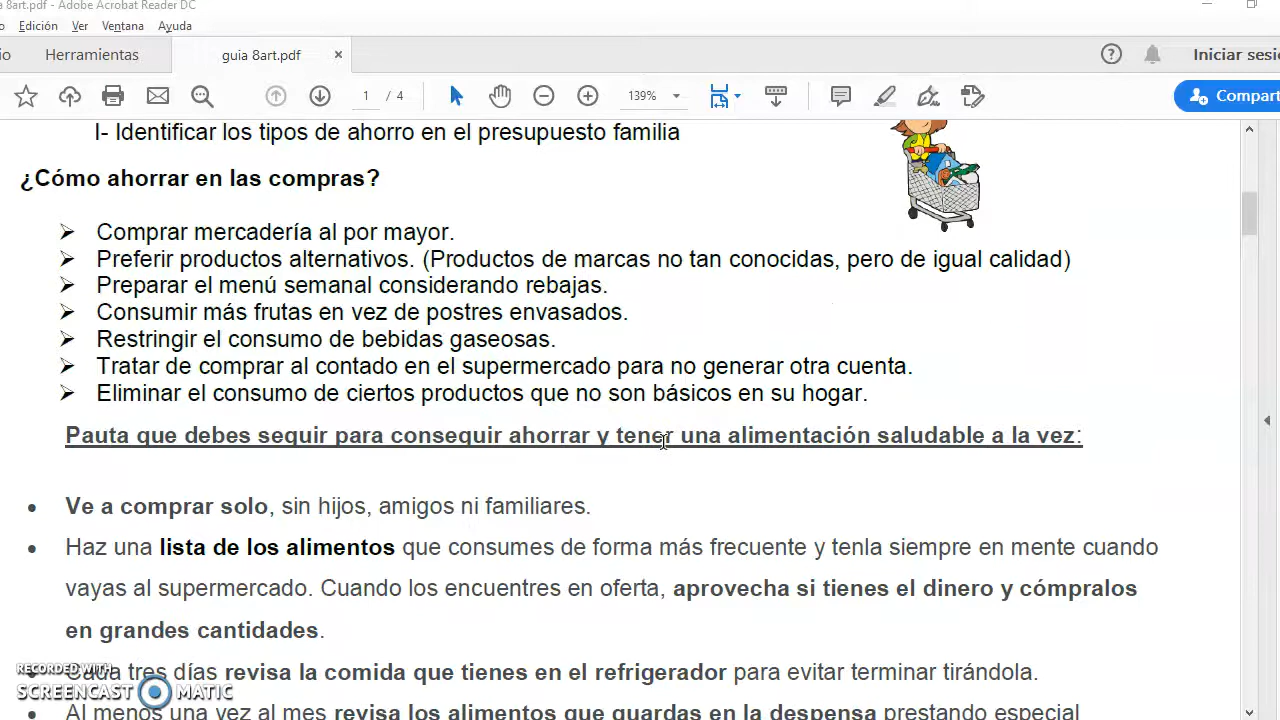 a 8art.pdf - Adobe Acrobat Reader DC
o Edición Ver Ventana Ayuda
io Herramientas guia 8art.pdf × Iniciar sesió
1 / 4 139% Compart
I- Identificar los tipos de ahorro en el presupuesto familia
¿Cómo ahorrar en las compras?
Comprar mercadería al por mayor.
Preferir productos alternativos. (Productos de marcas no tan conocidas, pero de igual calidad)
Preparar el menú semanal considerando rebajas.
Consumir más frutas en vez de postres envasados.
Restringir el consumo de bebidas gaseosas.
Tratar de comprar al contado en el supermercado para no generar otra cuenta.
Eliminar el consumo de ciertos productos que no son básicos en su hogar.
Pauta que debes seguir para conseguir ahorrar y tener una alimentación saludable a la vez:
• Ve a comprar solo, sin hijos, amigos ni familiares.
• Haz una lista de los alimentos que consumes de forma más frecuente y tenla siempre en mente cuando
vayas al supermercado. Cuando los encuentres en oferta, aprovecha si tienes el dinero y cómpralos
en grandes cantidades.
• Cada tres días revisa la comida que tienes en el refrigerador para evitar terminar tirándola.
• Al menos una vez al mes revisa los alimentos que guardas en la despensa prestando especial
RECORDED WITH
SCREENCAST MATIC